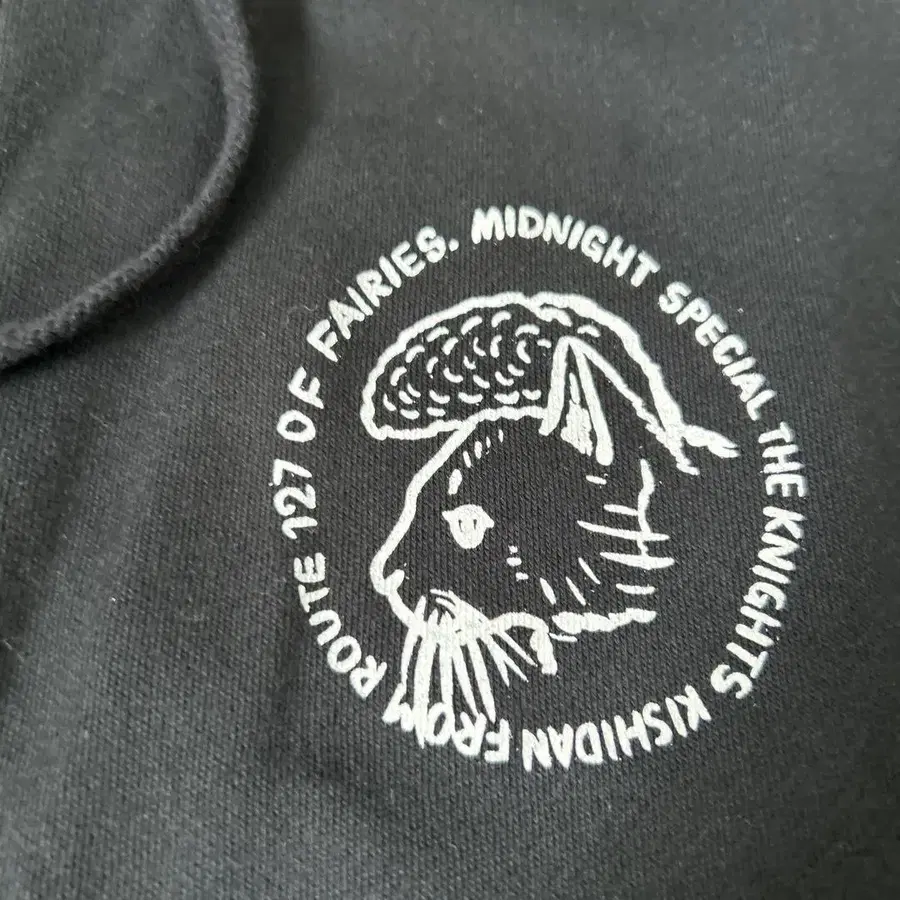 MIDNIGHT SPECIAL THE KNIGHTS KISHIDAN FROM ROUTE 127 OF FAIRIES.